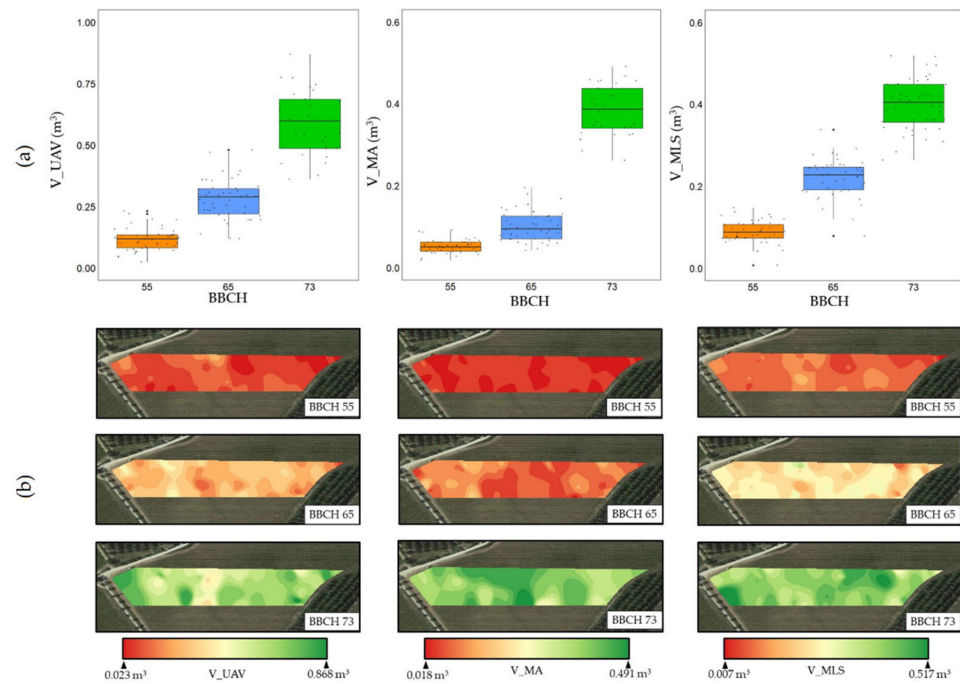 (a)
V_UAV (m³)
1.00
0.75
0.50
0.25
0.00
55
65
73
BBCH
V_MA (m³)
0.6
0.4
0.2
0.0
55
65
73
BBCH
V_MLS (m³)
0.6
0.4
0.2
0.0
55
65
73
BBCH
(b)
BBCH 55
BBCH 55
BBCH 55
BBCH 65
BBCH 65
BBCH 65
BBCH 73
BBCH 73
BBCH 73
0.023 m³ V_UAV 0.868 m³
0.018 m³ V_MA 0.491 m³
0.007 m³ V_MLS 0.517 m³